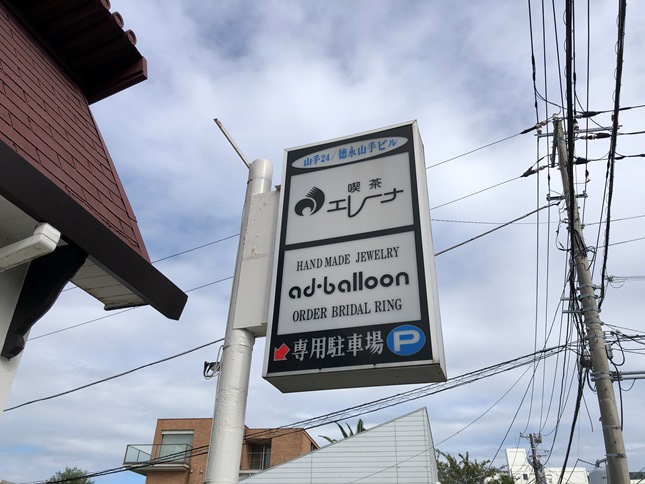 山手24/徳永山手ビル
喫茶
エレーナ
HAND MADE JEWELRY
ad•balloon
ORDER BRIDAL RING
専用駐車場 P